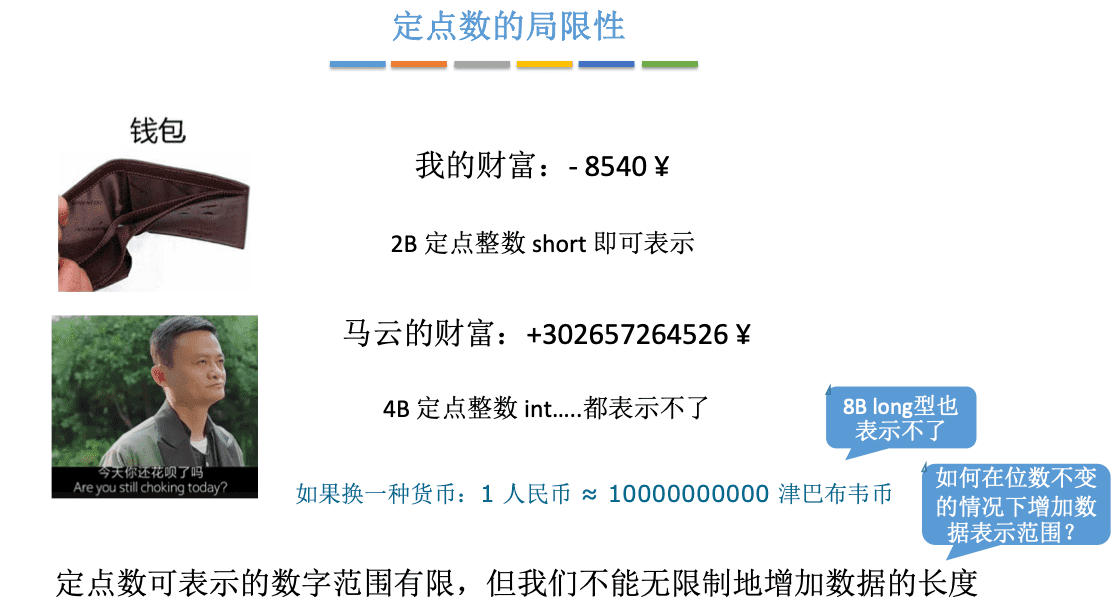 定点数的局限性
钱包
我的财富：- 8540 ¥
2B 定点整数 short 即可表示
马云的财富：+302657264526 ¥
4B 定点整数 int…..都表示不了
8B long型也
表示不了
今天你还花呗了吗
Are you still choking today?
如果换一种货币：1 人民币 ≈ 10000000000 津巴布韦币
如何在位数不变
的情况下增加数
据表示范围？
定点数可表示的数字范围有限，但我们不能无限制地增加数据的长度